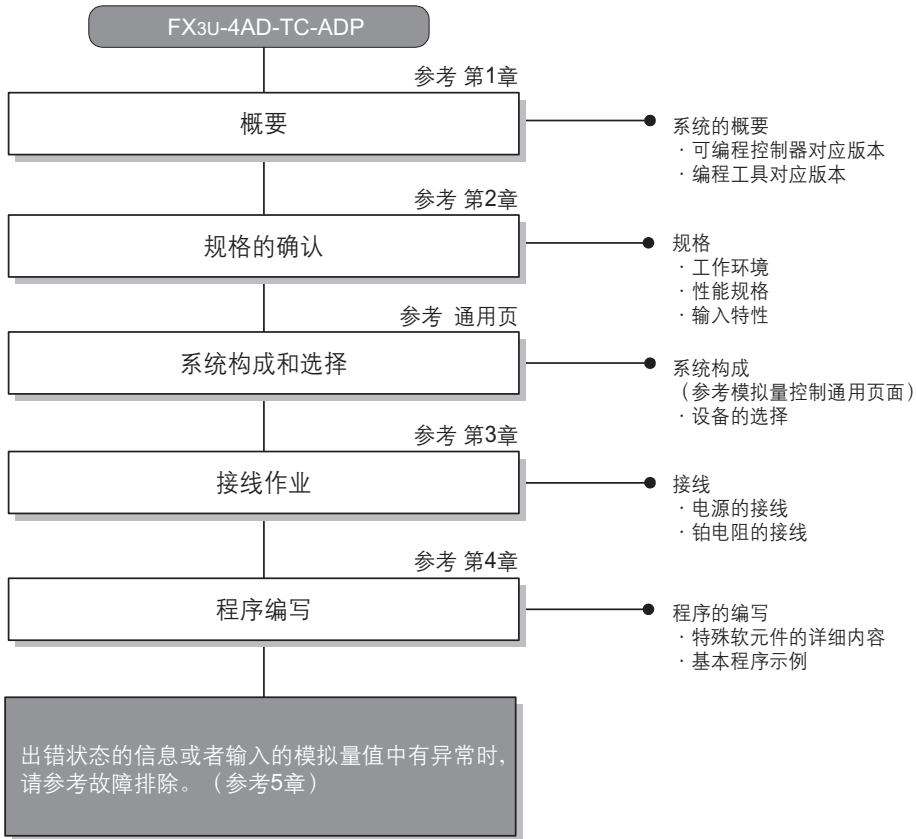 FX3U-4AD-TC-ADP
参考 第1章
概要
系统的概要
· 可编程控制器对应版本
· 编程工具对应版本
参考 第2章
规格的确认
规格
· 工作环境
· 性能规格
· 输入特性
参考 通用页
系统构成和选择
系统构成
（参考模拟量控制通用页面）
· 设备的选择
参考 第3章
接线作业
接线
· 电源的接线
· 铂电阻的接线
参考 第4章
程序编写
程序的编写
· 特殊软元件的详细内容
· 基本程序示例
出错状态的信息或者输入的模拟量值中有异常时,
请参考故障排除。（参考5章）